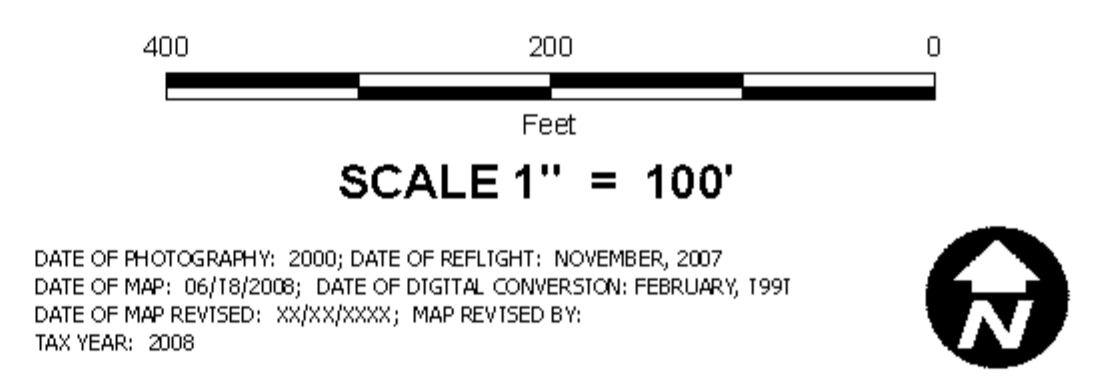 400 200 0
Feet
SCALE 1" = 100'
DATE OF PHOTOGRAPHY: 2000; DATE OF REFLIGHT: NOVEMBER, 2007
DATE OF MAP: 06/18/2008; DATE OF DIGITAL CONVERSION: FEBRUARY, 1991
DATE OF MAP REVISED: XX/XX/XXXX; MAP REVISED BY:
TAX YEAR: 2008
N